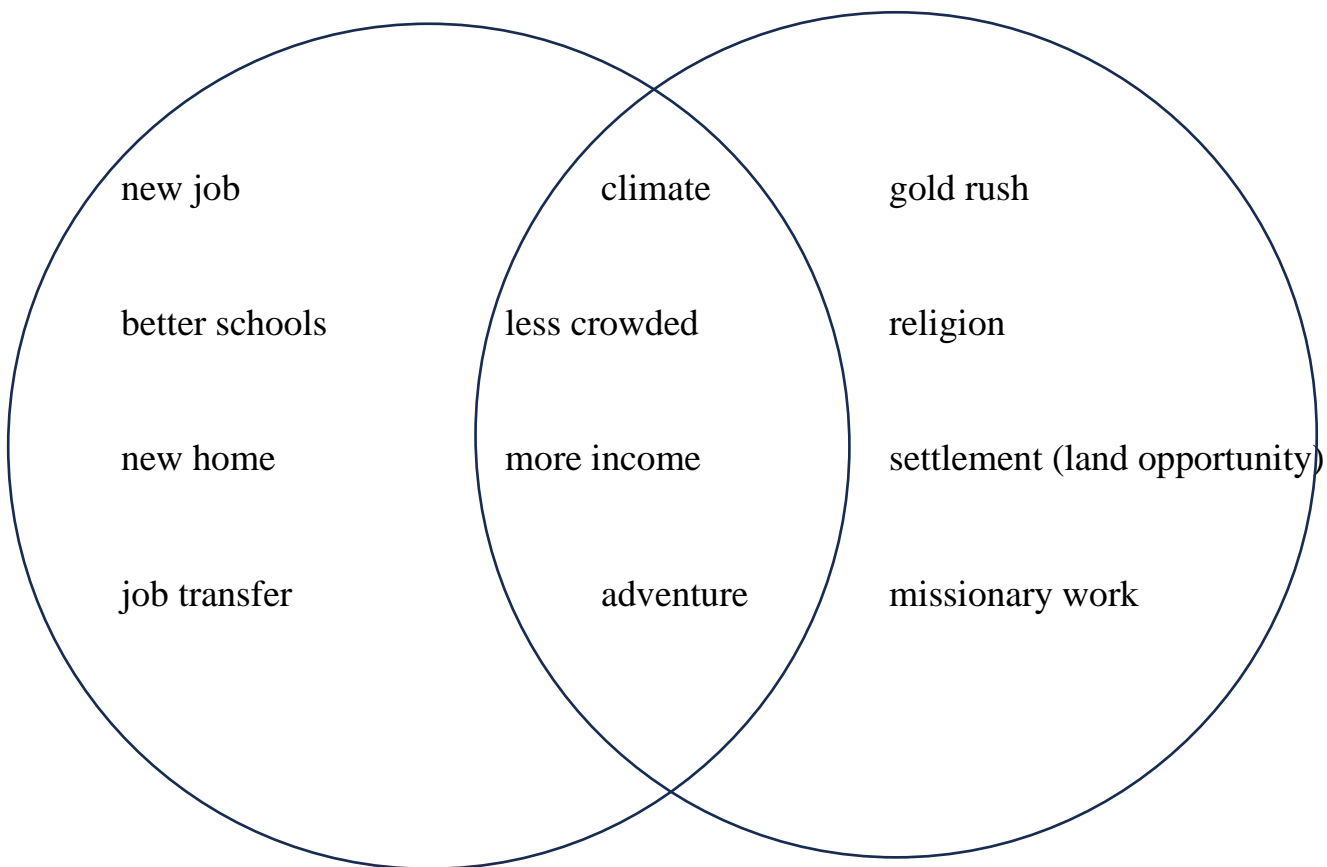 new job climate gold rush
better schools less crowded religion
new home more income settlement (land opportunity)
job transfer adventure missionary work